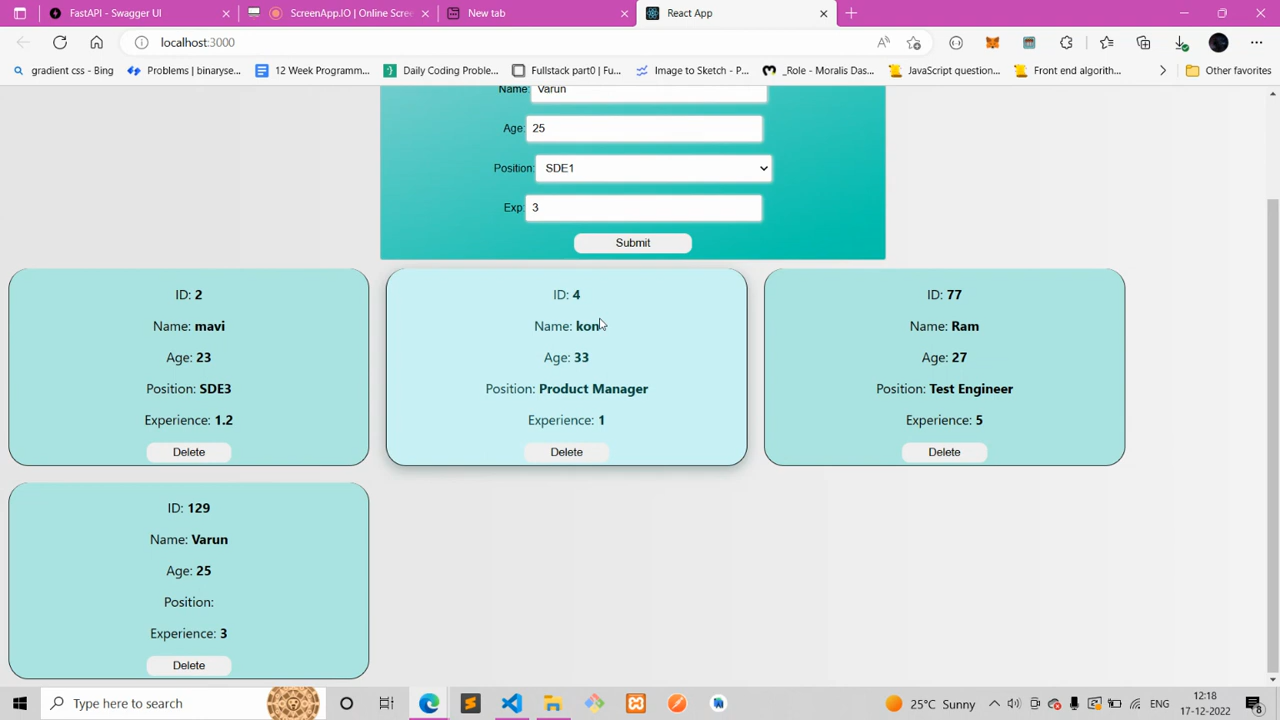 FastAPI - Swagger UI
ScreenApp.IO | Online Scree
New tab
React App
localhost:3000
gradient css - Bing
Problems | binaryse...
12 Week Programm...
Daily Coding Proble...
Fullstack part0 | Fu...
Image to Sketch - P...
_Role - Moralis Das...
JavaScript question...
Front end algorith...
Other favorites
Name: Varun
Age: 25
Position: SDE1
Exp: 3
Submit
ID: 2
Name: mavi
Age: 23
Position: SDE3
Experience: 1.2
Delete
ID: 4
Name: kon
Age: 33
Position: Product Manager
Experience: 1
Delete
ID: 77
Name: Ram
Age: 27
Position: Test Engineer
Experience: 5
Delete
ID: 129
Name: Varun
Age: 25
Position:
Experience: 3
Delete
Type here to search
25°C Sunny
ENG
12:18
17-12-2022
8